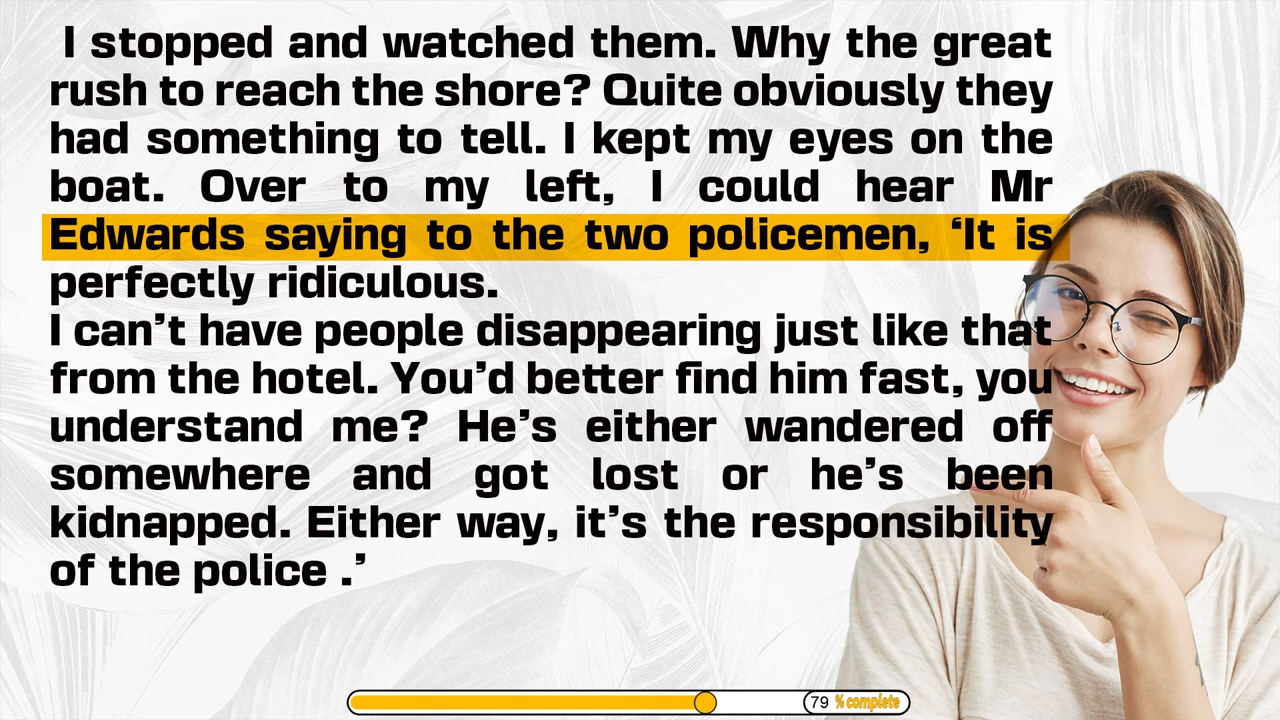 I stopped and watched them. Why the great
rush to reach the shore? Quite obviously they
had something to tell. I kept my eyes on the
boat. Over to my left, I could hear Mr
Edwards saying to the two policemen, ‘It is
perfectly ridiculous.
I can’t have people disappearing just like that
from the hotel. You’d better find him fast, you
understand me? He’s either wandered off
somewhere and got lost or he’s been
kidnapped. Either way, it’s the responsibility
of the police .’
79 % complete